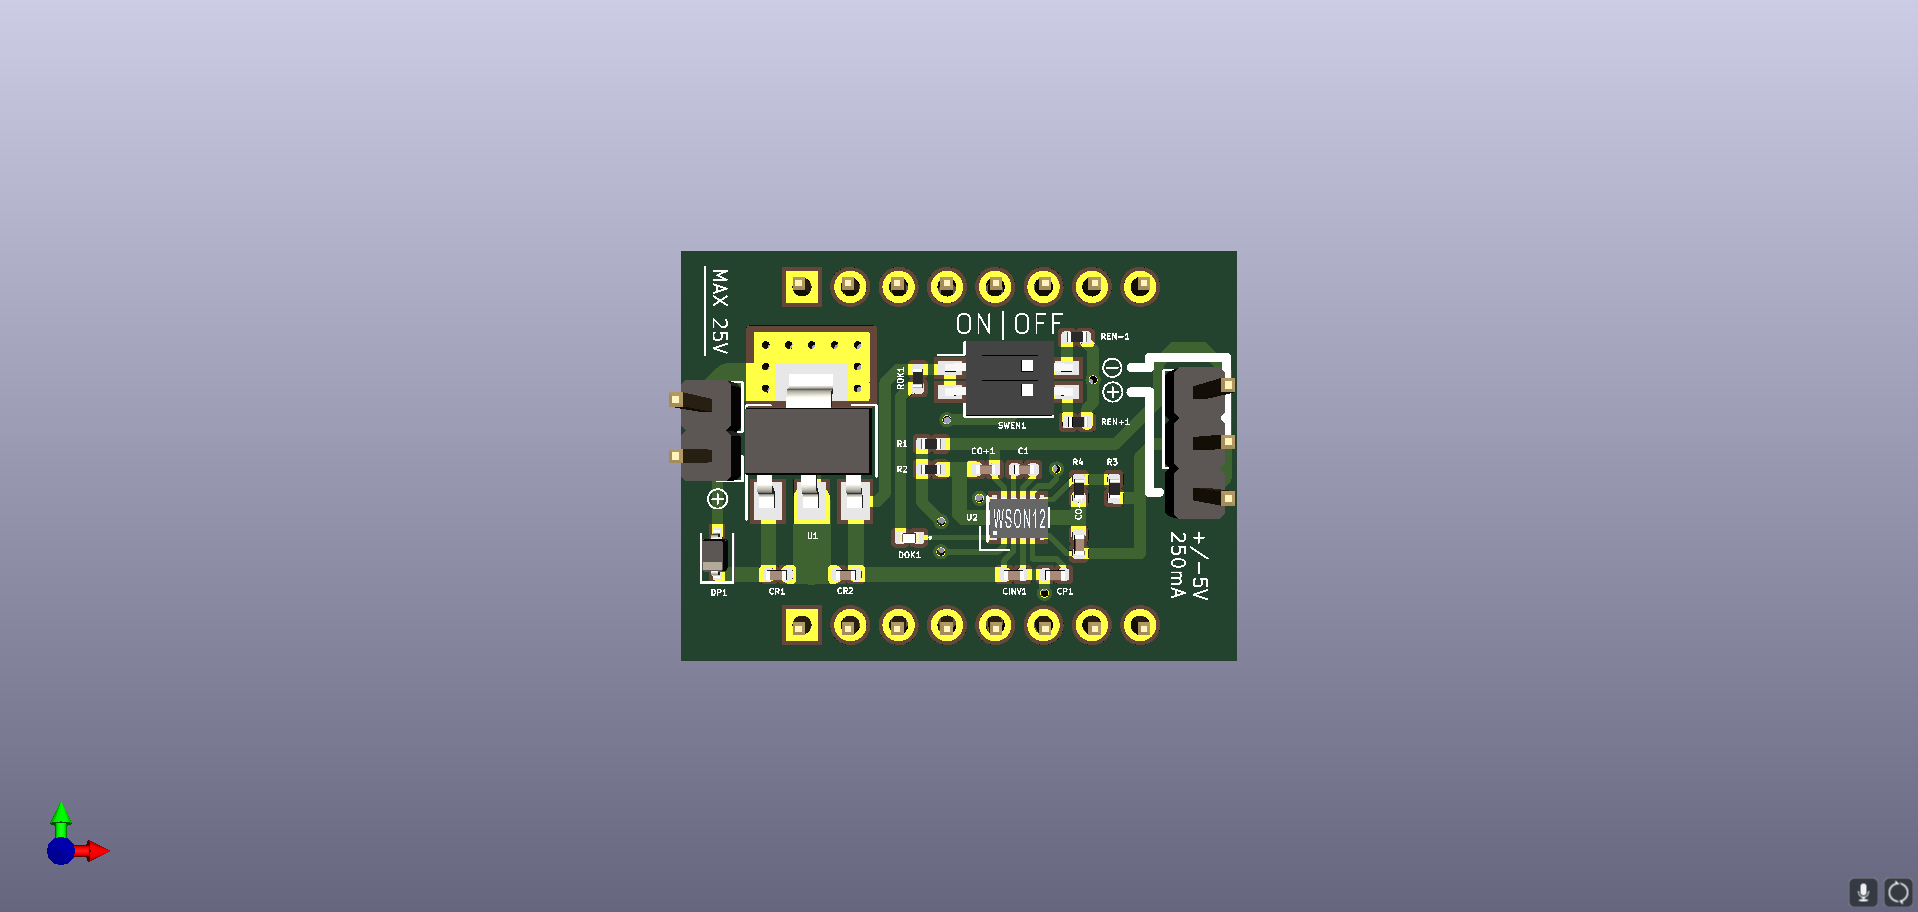 MAX 25V
ON|OFF
REN-1
ROK1
REN+1
SWEN1
R1
CO+1
C1
R2
R4
R3
U2
WSON12
CO
U1
DOK1
+/-5V
250mA
DP1
CR1
CR2
CINV1
CP1